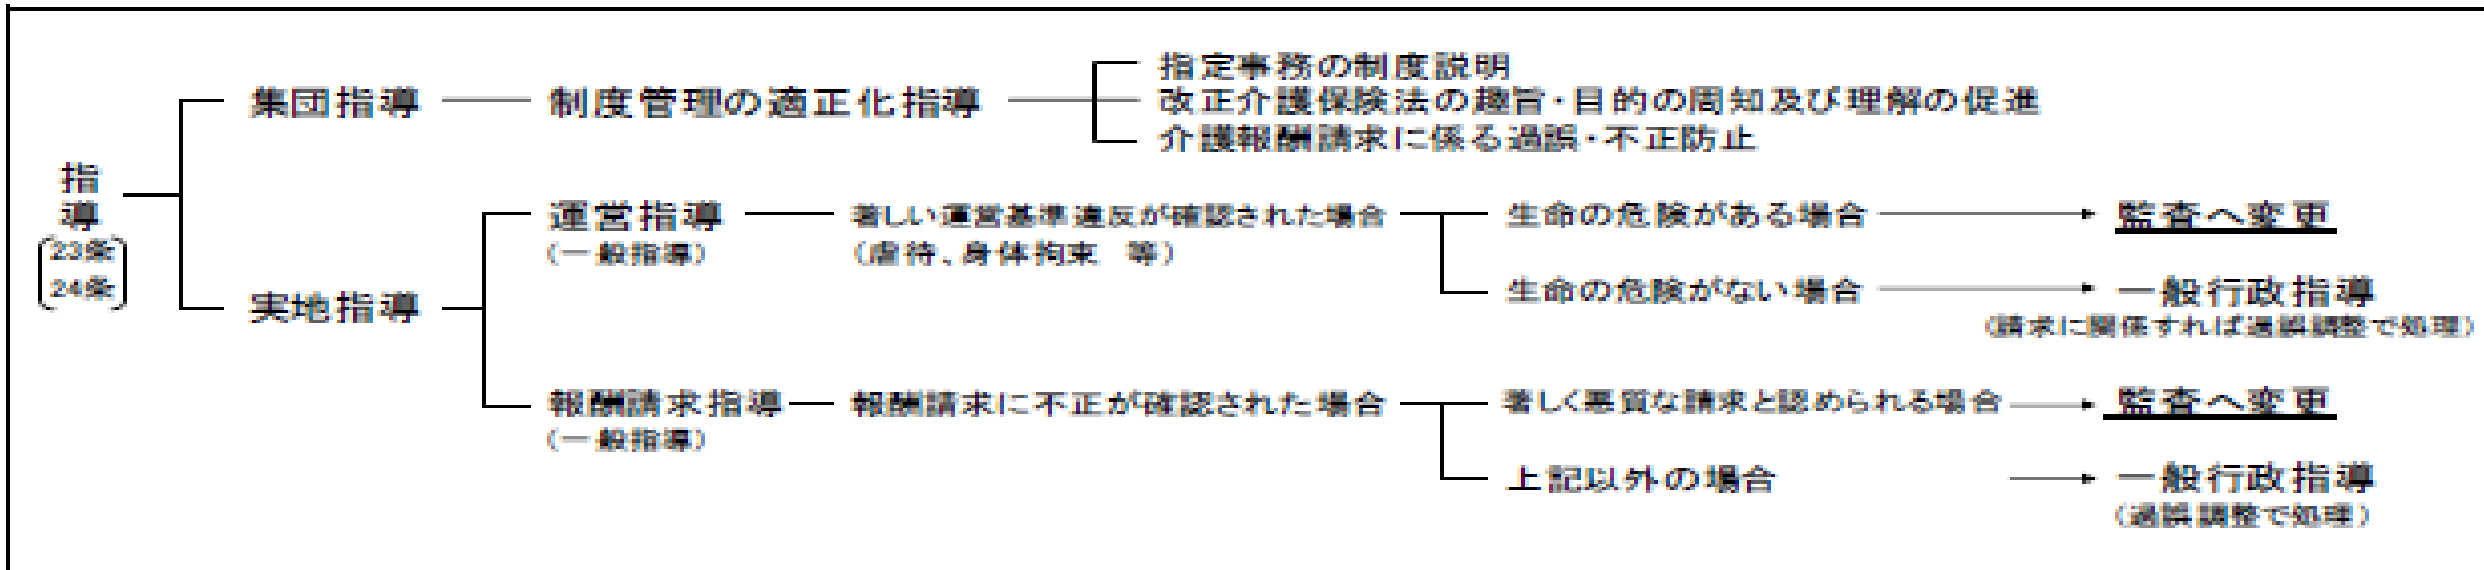 指定事務の制度説明
集団指導 制度管理の適正化指導 改正介護保険法の趣旨・目的の周知及び理解の促進
介護報酬請求に係る過誤・不正防止
指導
23条
24条
運営指導 著しい運営基準違反が確認された場合 生命の危険がある場合 監査へ変更
(一般指導) (虐待、身体拘束 等)
実地指導 生命の危険がない場合 一般行政指導
(請求に関係すれば過誤調整で処理)
報酬請求指導 報酬請求に不正が確認された場合 著しく悪質な請求と認められる場合 監査へ変更
(一般指導)
上記以外の場合 一般行政指導
(過誤調整で処理)